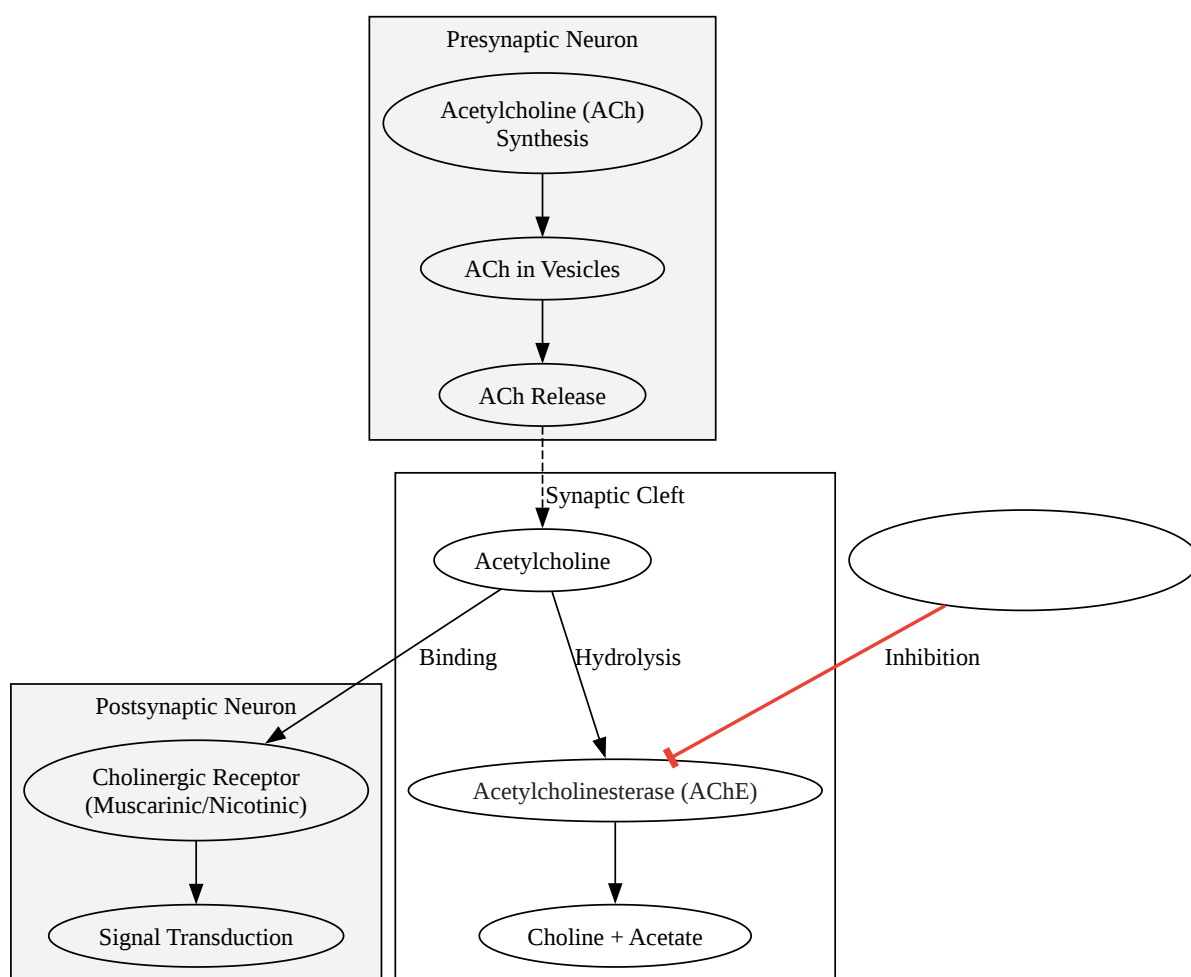 Presynaptic Neuron
Acetylcholine (ACh)
Synthesis
ACh in Vesicles
ACh Release
Synaptic Cleft
Acetylcholine
Binding
Hydrolysis
Inhibition
Postsynaptic Neuron
Cholinergic Receptor
(Muscarinic/Nicotinic)
Acetylcholinesterase (AChE)
Signal Transduction
Choline + Acetate